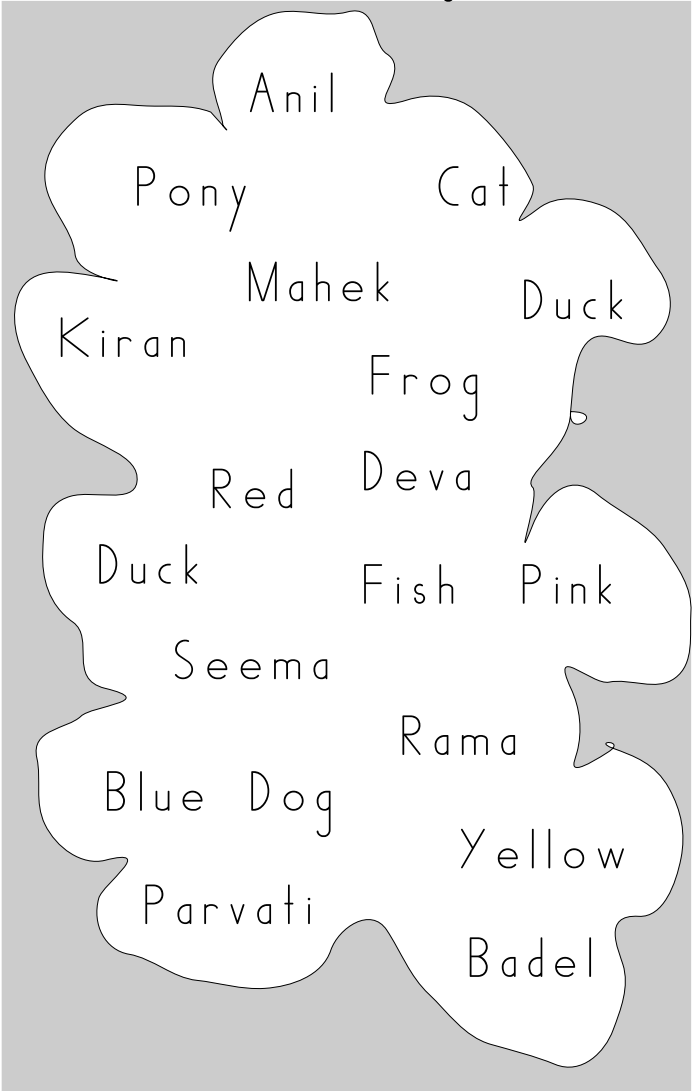 Anil
Pony Cat
Mahek Duck
Kiran
Frog
Red Deva
Duck Fish Pink
Seema
Rama
Blue Dog
Yellow
Parvati
Badel